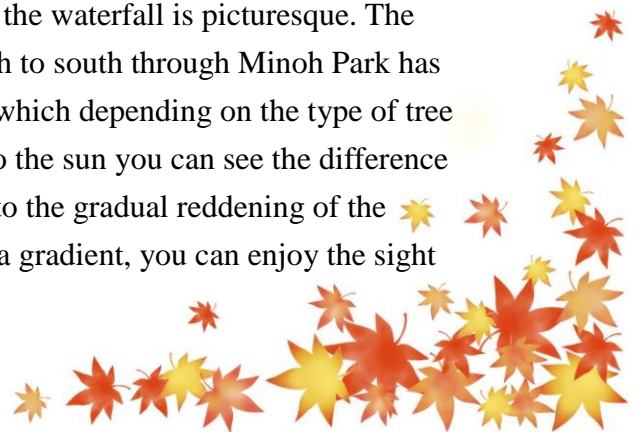 the waterfall is picturesque. The
h to south through Minoh Park has
which depending on the type of tree
o the sun you can see the difference
to the gradual reddening of the
a gradient, you can enjoy the sight